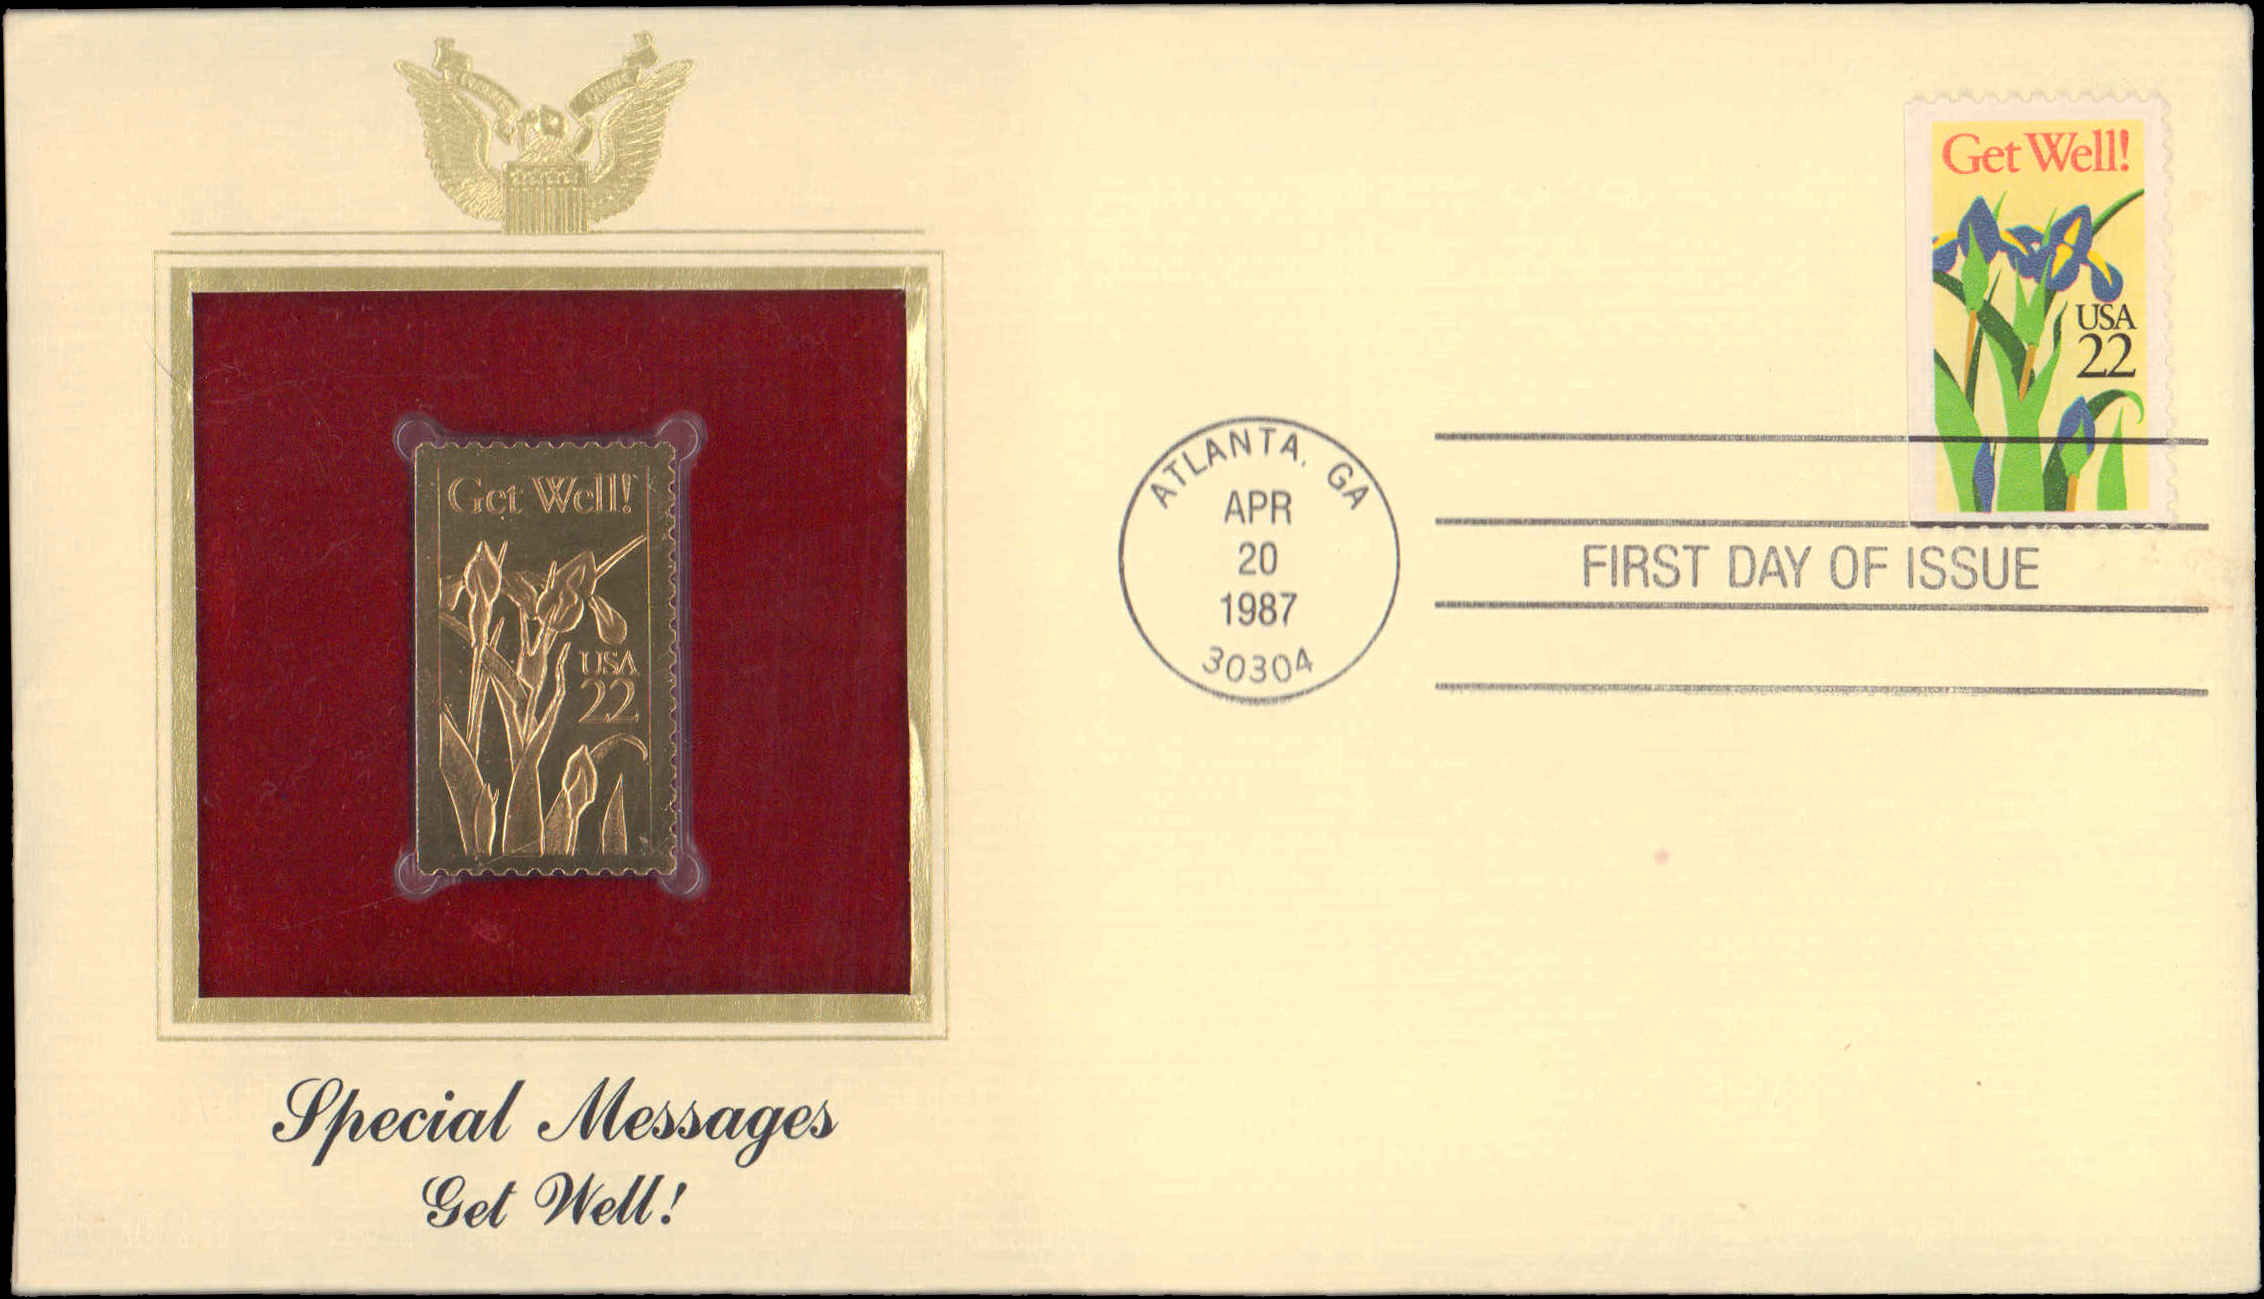 Get Well!
USA
22
Special Messages
Get Well!
ATLANTA, GA
APR
20
1987
30304
Get Well!
USA
22
FIRST DAY OF ISSUE